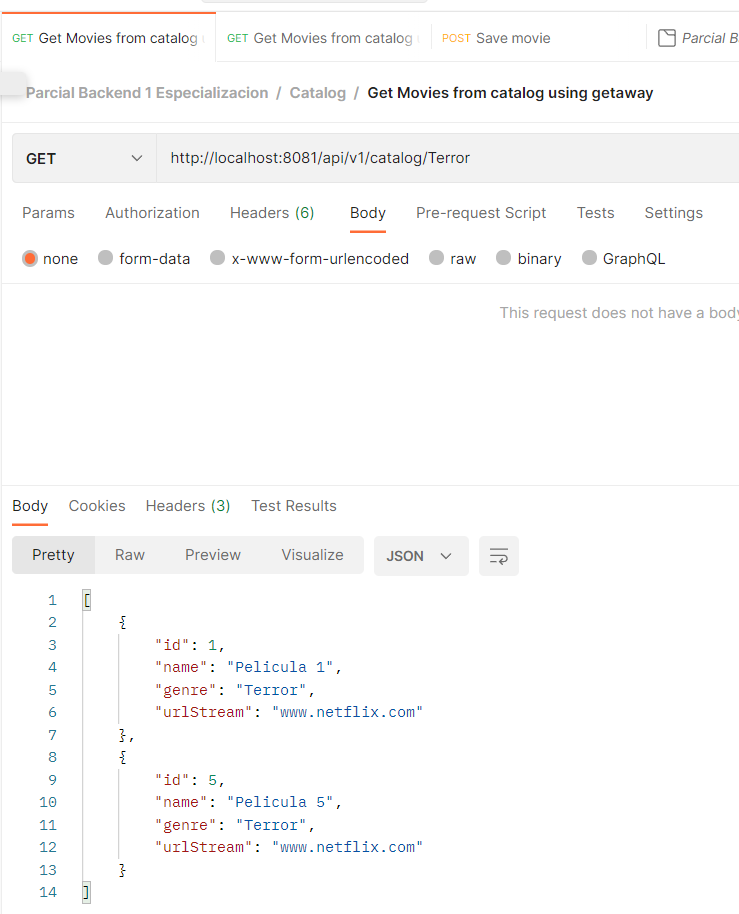 GET Get Movies from catalog GET Get Movies from catalog POST Save movie Parcial B
Parcial Backend 1 Especializacion / Catalog / Get Movies from catalog using getaway
GET http://localhost:8081/api/v1/catalog/Terror
Params Authorization Headers (6) Body Pre-request Script Tests Settings
none form-data x-www-form-urlencoded raw binary GraphQL
This request does not have a body
Body Cookies Headers (3) Test Results
Pretty Raw Preview Visualize JSON
1 [
2 {
3 "id": 1,
4 "name": "Pelicula 1",
5 "genre": "Terror",
6 "urlStream": "www.netflix.com"
7 },
8 {
9 "id": 5,
10 "name": "Pelicula 5",
11 "genre": "Terror",
12 "urlStream": "www.netflix.com"
13 }
14 ]